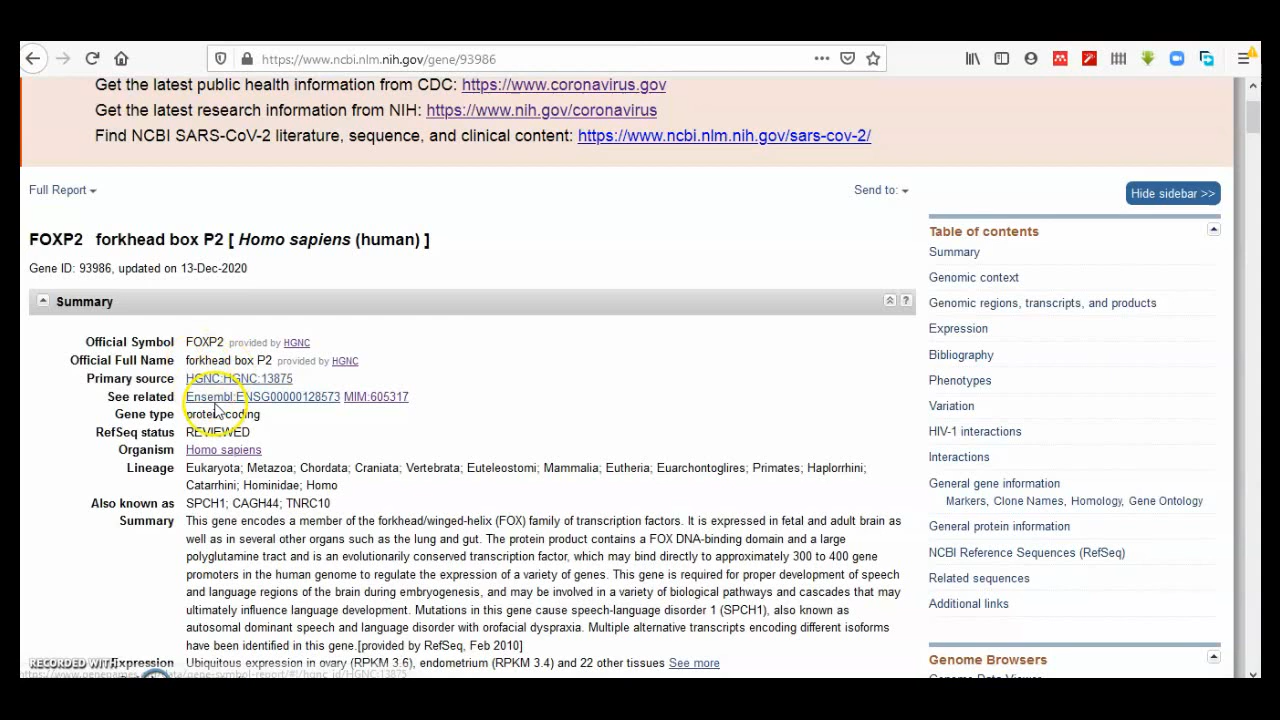 https://www.ncbi.nlm.nih.gov/gene/93986
Get the latest public health information from CDC: https://www.coronavirus.gov
Get the latest research information from NIH: https://www.nih.gov/coronavirus
Find NCBI SARS-CoV-2 literature, sequence, and clinical content: https://www.ncbi.nlm.nih.gov/sars-cov-2/
Full Report
Send to:
Hide sidebar >>
FOXP2 forkhead box P2 [ Homo sapiens (human) ]
Gene ID: 93986, updated on 13-Dec-2020
Summary
?
Official Symbol FOXP2 provided by HGNC
Official Full Name forkhead box P2 provided by HGNC
Primary source HGNC:HGNC:13875
See related Ensembl:ENSG00000128573 MIM:605317
Gene type protein coding
RefSeq status REVIEWED
Organism Homo sapiens
Lineage Eukaryota; Metazoa; Chordata; Craniata; Vertebrata; Euteleostomi; Mammalia; Eutheria; Euarchontoglires; Primates; Haplorrhini;
Catarrhini; Hominidae; Homo
Also known as SPCH1; CAGH44; TNRC10
Summary This gene encodes a member of the forkhead/winged-helix (FOX) family of transcription factors. It is expressed in fetal and adult brain as
well as in several other organs such as the lung and gut. The protein product contains a FOX DNA-binding domain and a large
polyglutamine tract and is an evolutionarily conserved transcription factor, which may bind directly to approximately 300 to 400 gene
promoters in the human genome to regulate the expression of a variety of genes. This gene is required for proper development of speech
and language regions of the brain during embryogenesis, and may be involved in a variety of biological pathways and cascades that may
ultimately influence language development. Mutations in this gene cause speech-language disorder 1 (SPCH1), also known as
autosomal dominant speech and language disorder with orofacial dyspraxia. Multiple alternative transcripts encoding different isoforms
have been identified in this gene.[provided by RefSeq, Feb 2010]
Expression Ubiquitous expression in ovary (RPKM 3.6), endometrium (RPKM 3.4) and 22 other tissues See more
RECORDED WITH
Table of contents
Summary
Genomic context
Genomic regions, transcripts, and products
Expression
Bibliography
Phenotypes
Variation
HIV-1 interactions
Interactions
General gene information
Markers, Clone Names, Homology, Gene Ontology
General protein information
NCBI Reference Sequences (RefSeq)
Related sequences
Additional links
Genome Browsers